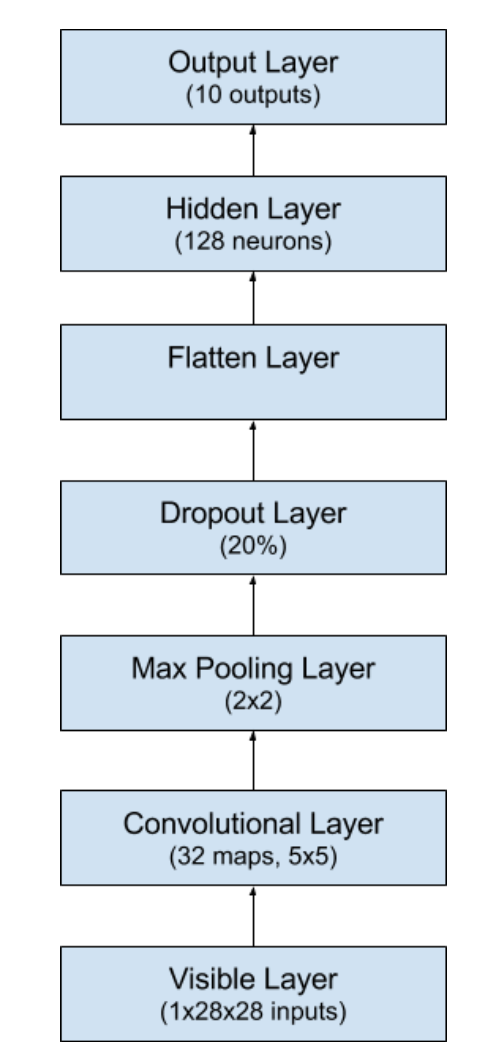 Output Layer
(10 outputs)
Hidden Layer
(128 neurons)
Flatten Layer
Dropout Layer
(20%)
Max Pooling Layer
(2x2)
Convolutional Layer
(32 maps, 5x5)
Visible Layer
(1x28x28 inputs)